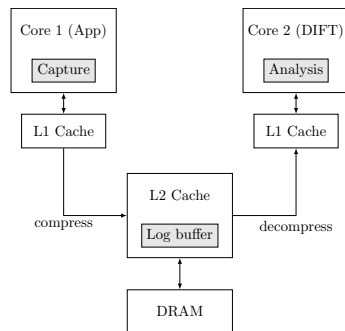 Core 1 (App)
Capture
Core 2 (DIFT)
Analysis
L1 Cache
L1 Cache
L2 Cache
Log buffer
compress
decompress
DRAM